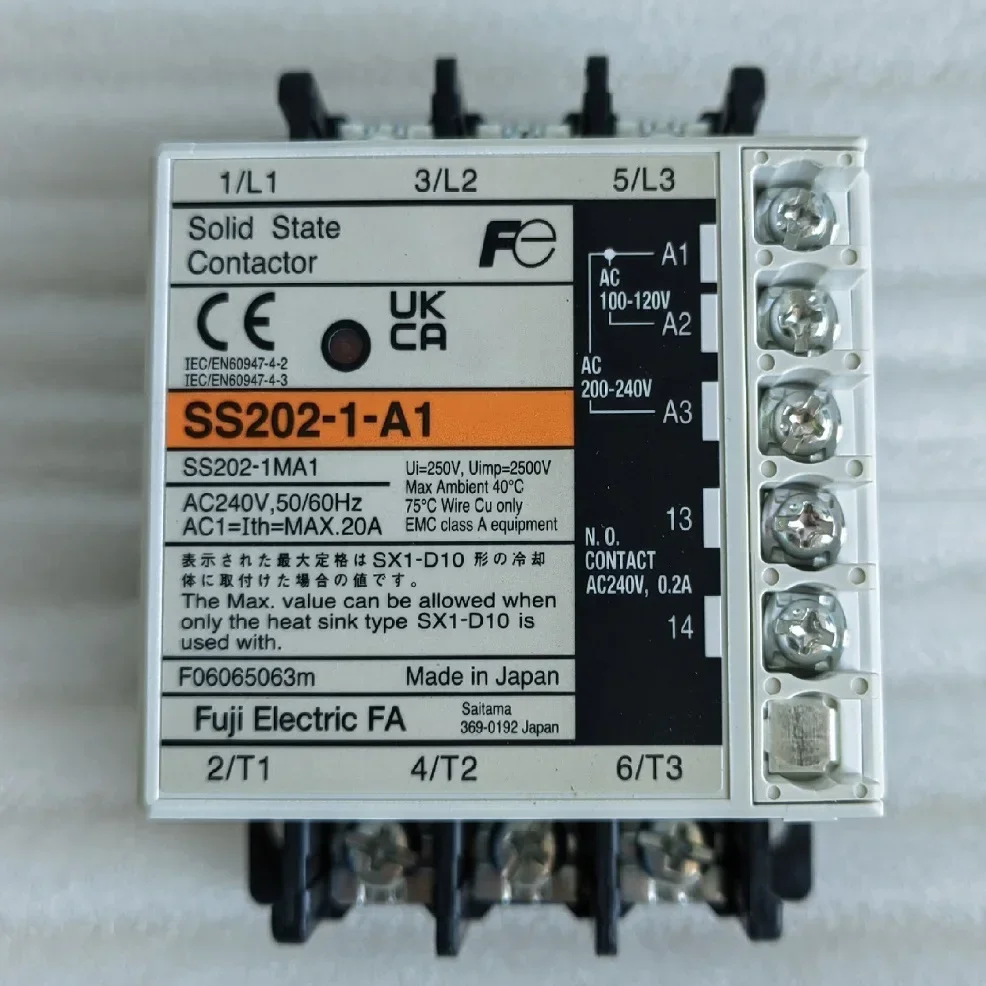 1/L1 3/L2 5/L3
Solid State
Contactor
Fe
CE
UK
CA
IEC/EN60947-4-2
IEC/EN60947-4-3
SS202-1-A1
SS202-1MA1
AC240V,50/60Hz
AC1=Ith=MAX.20A
Ui=250V, Uimp=2500V
Max Ambient 40°C
75°C Wire Cu only
EMC class A equipment
表示された最大定格はSX1-D10 形の冷却
体に取付けた場合の値です。
The Max. value can be allowed when
only the heat sink type SX1-D10 is
used with.
F06065063m Made in Japan
Fuji Electric FA
Saitama
369-0192 Japan
A1
AC
100-120V
A2
AC
200-240V
A3
13
N.O.
CONTACT
AC240V, 0.2A
14
2/T1 4/T2 6/T3